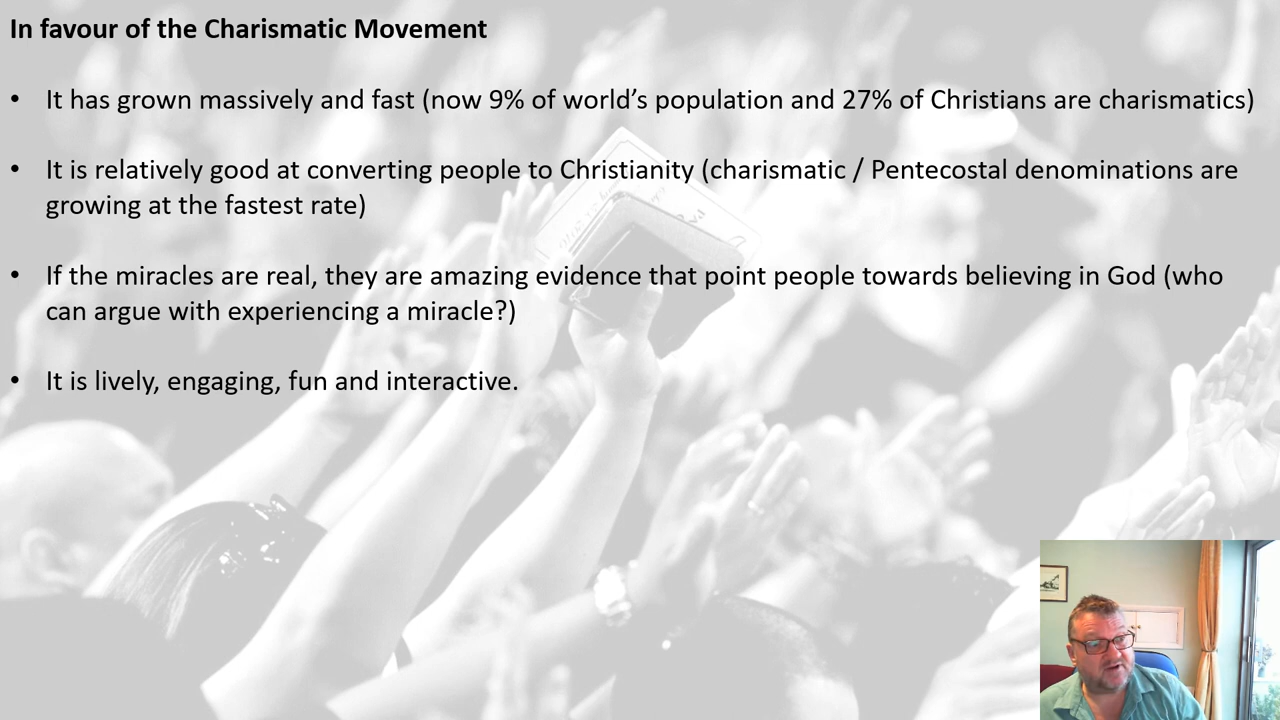 In favour of the Charismatic Movement
• It has grown massively and fast (now 9% of world’s population and 27% of Christians are charismatics)
• It is relatively good at converting people to Christianity (charismatic / Pentecostal denominations are
growing at the fastest rate)
• If the miracles are real, they are amazing evidence that point people towards believing in God (who
can argue with experiencing a miracle?)
• It is lively, engaging, fun and interactive.